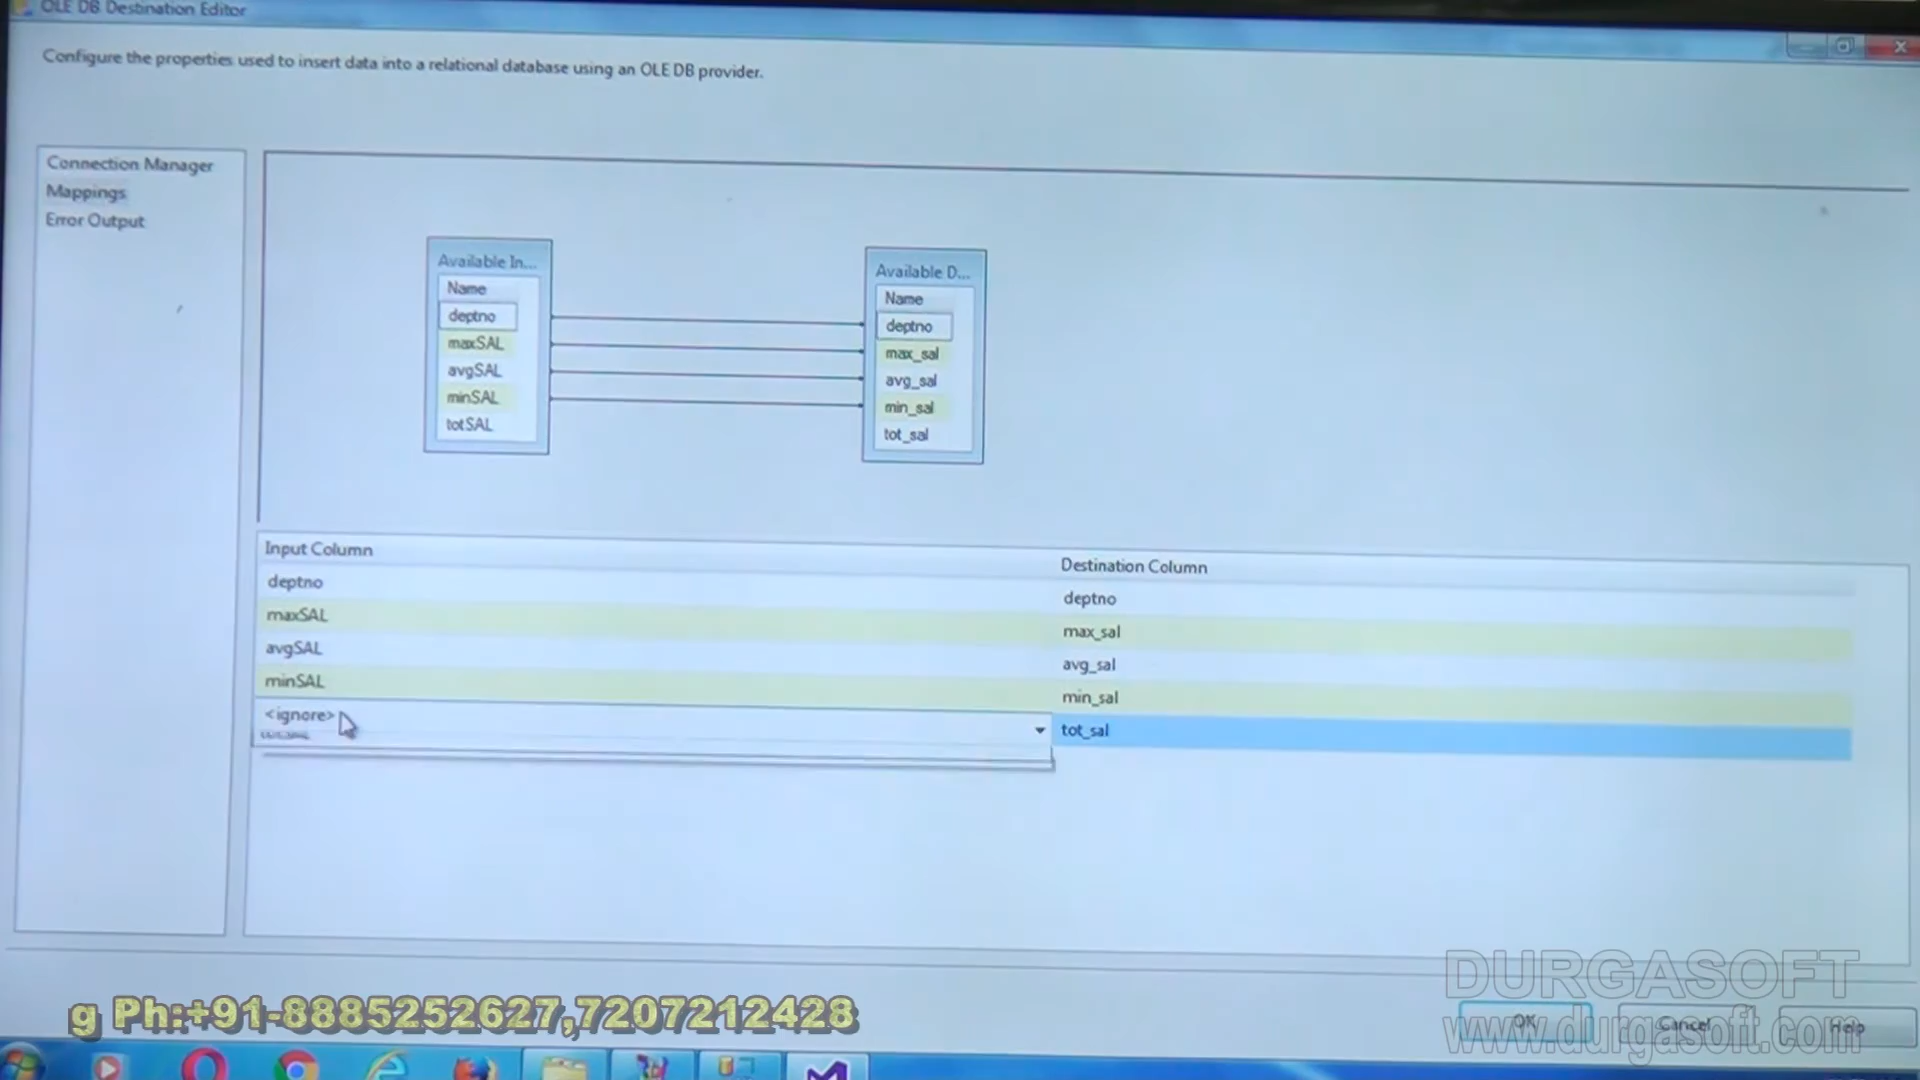 OLE DB Destination Editor
Configure the properties used to insert data into a relational database using an OLE DB provider.
Connection Manager
Mappings
Error Output
Available In...
Name
deptno
maxSAL
avgSAL
minSAL
totSAL
Available D...
Name
deptno
max_sal
avg_sal
min_sal
tot_sal
Input Column
Destination Column
deptno
deptno
maxSAL
max_sal
avgSAL
avg_sal
minSAL
min_sal
<ignore>
tot_sal
DURGASOFT
www.durgasoft.com
OK
Cancel
Help
g Ph:+91-8885252627,7207212428